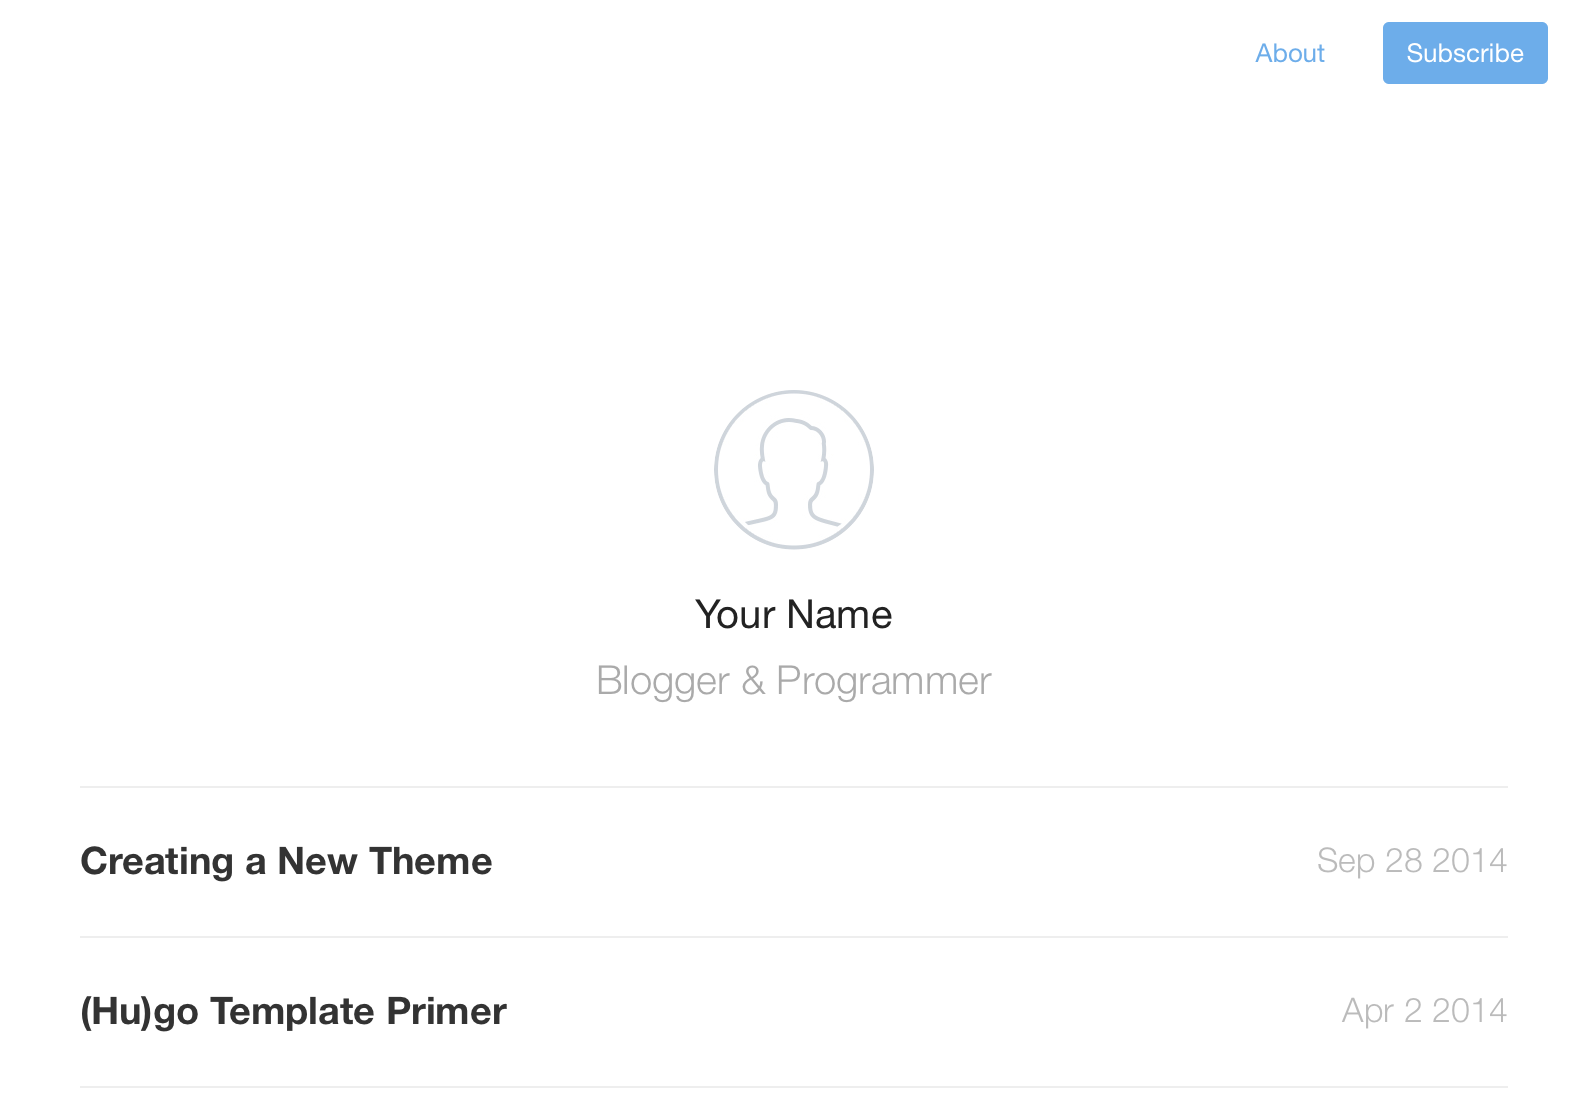 About
Subscribe
Your Name
Blogger & Programmer
Creating a New Theme
Sep 28 2014
(Hu)go Template Primer
Apr 2 2014